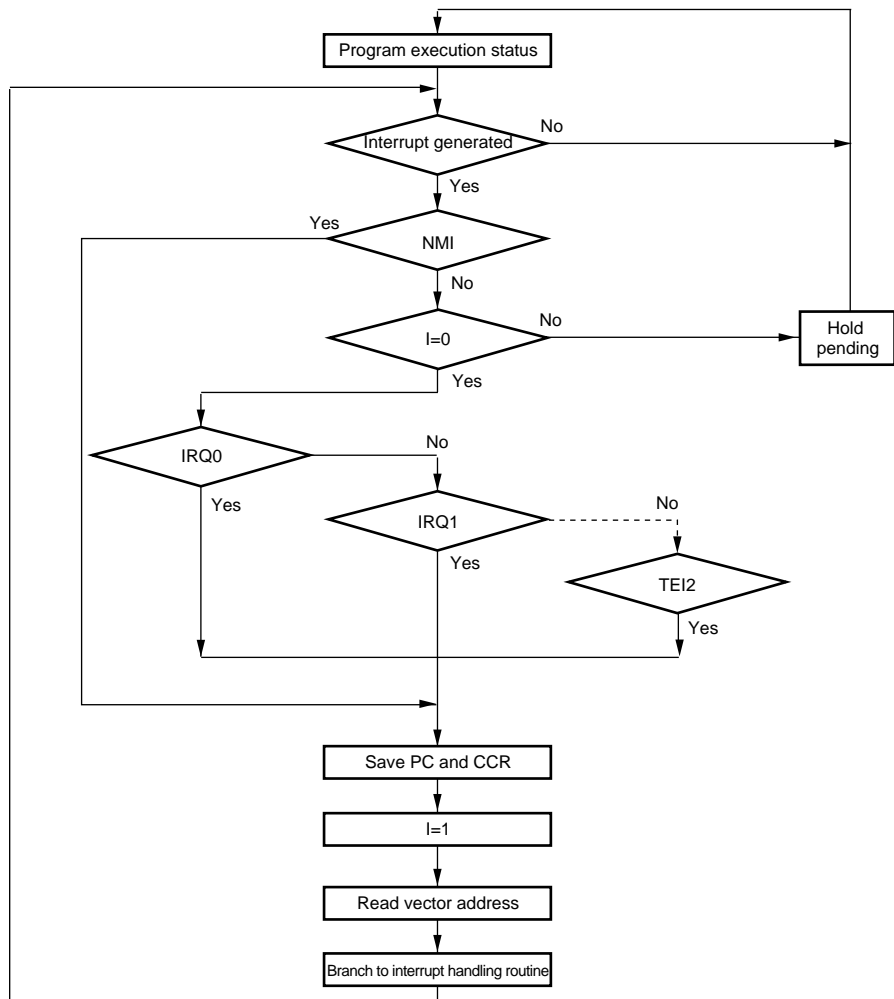 Program execution status
Interrupt generated
No
Yes
Yes
NMI
No
I=0
No
Hold
pending
Yes
IRQ0
No
Yes
IRQ1
No
Yes
TEI2
Yes
Save PC and CCR
I=1
Read vector address
Branch to interrupt handling routine